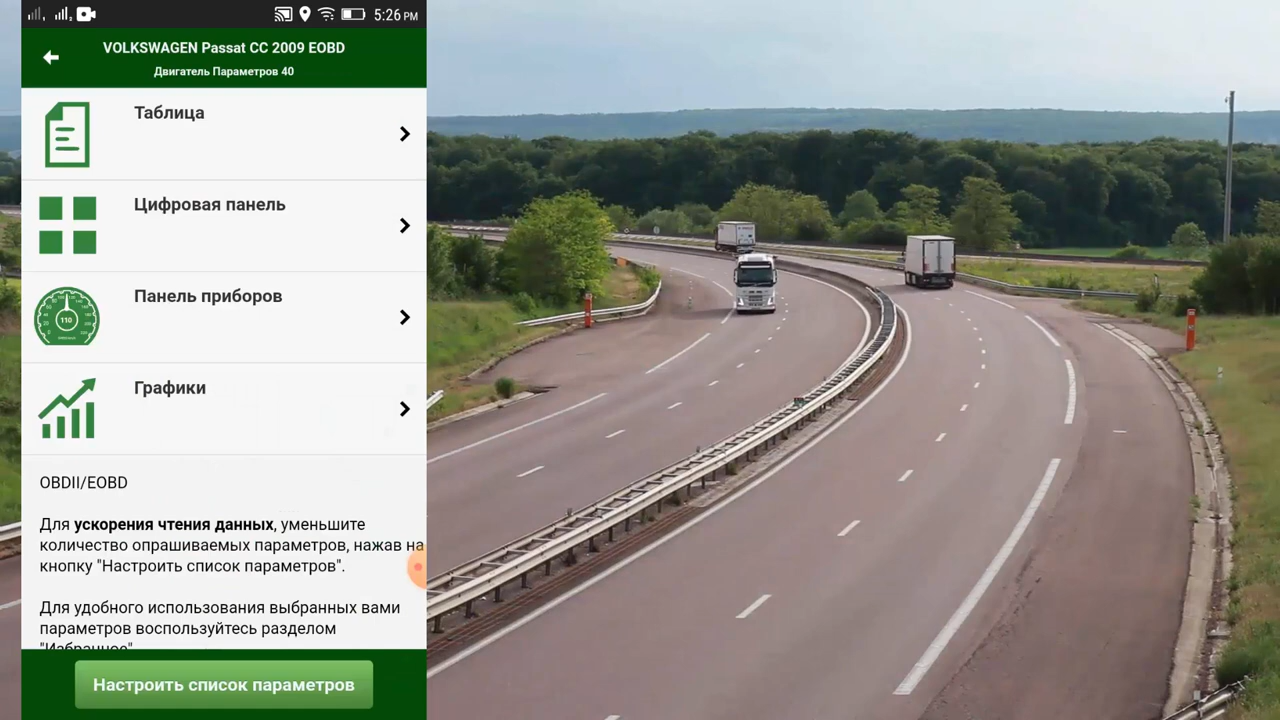 5:26 PM
VOLKSWAGEN Passat CC 2009 EOBD
Двигатель Параметров 40
Таблица
Цифровая панель
110
Панель приборов
Графики
OBDII/EOBD
Для ускорения чтения данных, уменьшите
количество опрашиваемых параметров, нажав на
кнопку "Настроить список параметров".
Для удобного использования выбранных вами
параметров воспользуйтесь разделом
"Избранное"
Настроить список параметров